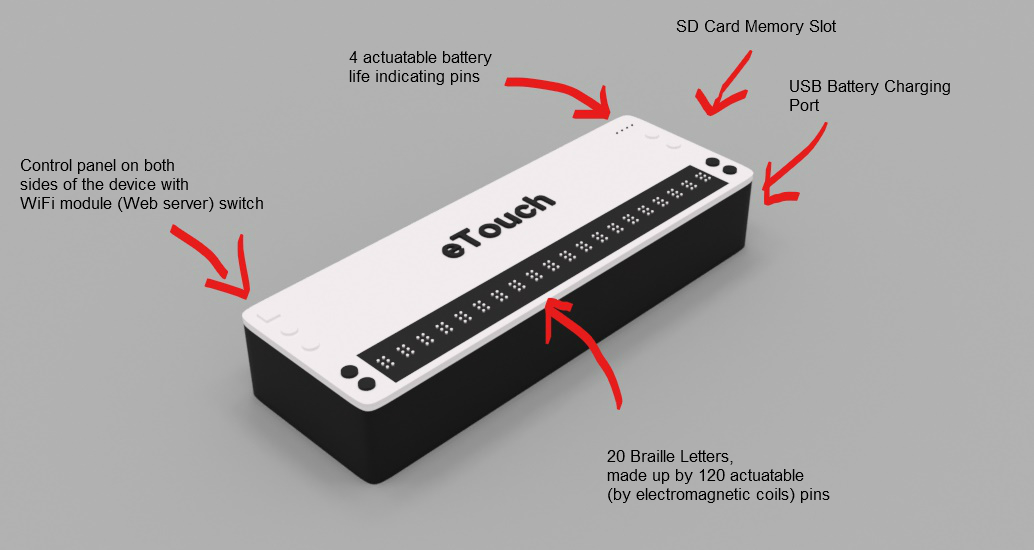 SD Card Memory Slot
4 actuatable battery
life indicating pins
USB Battery Charging
Port
Control panel on both
sides of the device with
WiFi module (Web server) switch
eTouch
20 Braille Letters,
made up by 120 actuatable
(by electromagnetic coils) pins